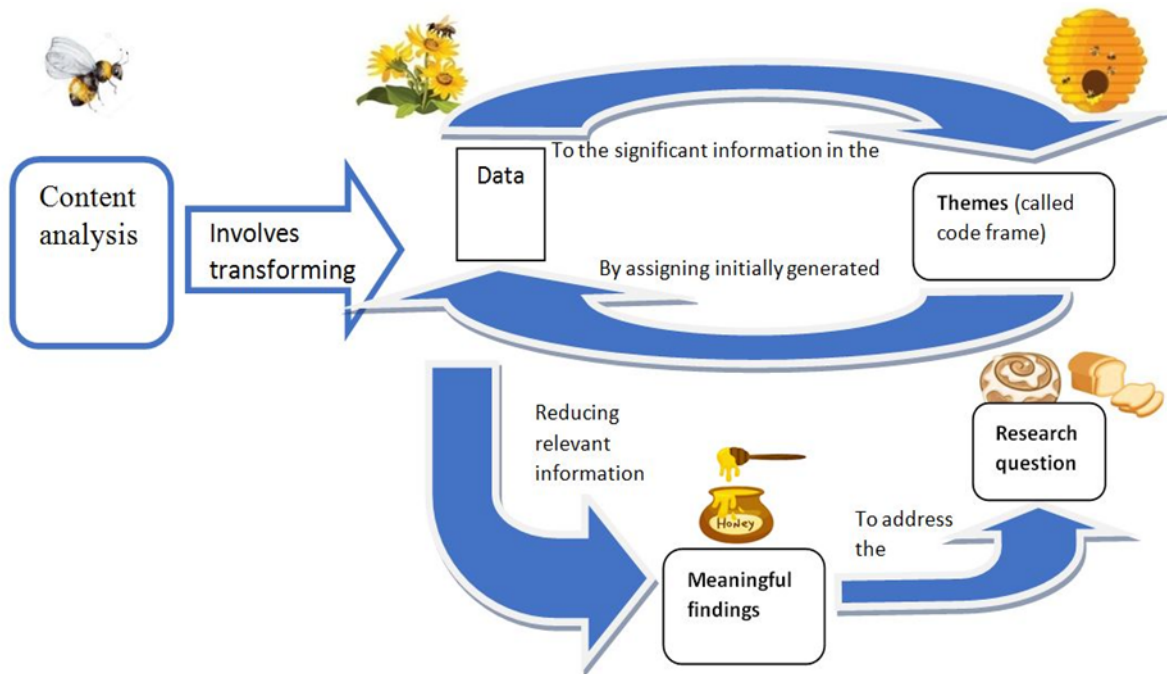 Content
analysis
Involves
transforming
Data
To the significant information in the
Themes (called
code frame)
By assigning initially generated
Reducing
relevant
information
Honey
Meaningful
findings
To address
the
Research
question